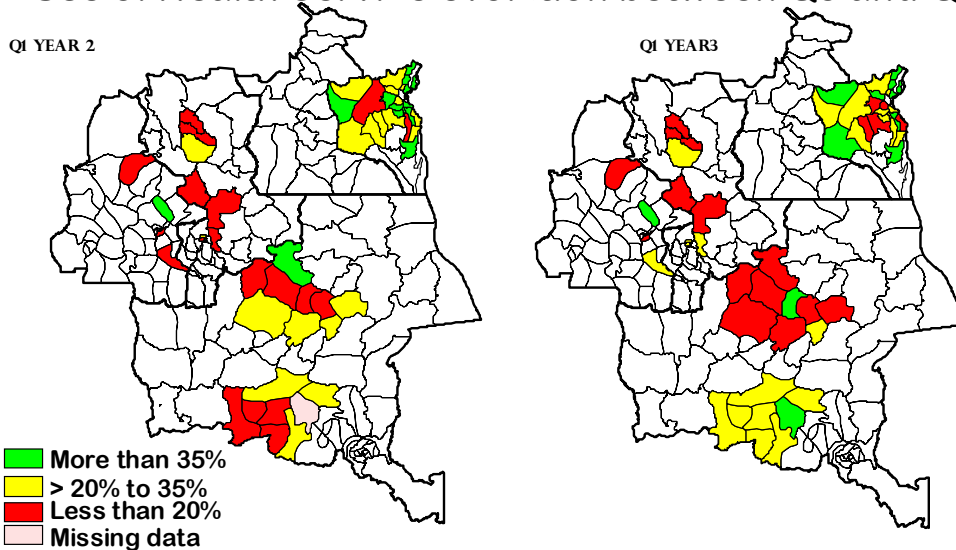 Q1 YEAR 2
Q1 YEAR3
More than 35%
> 20% to 35%
Less than 20%
Missing data